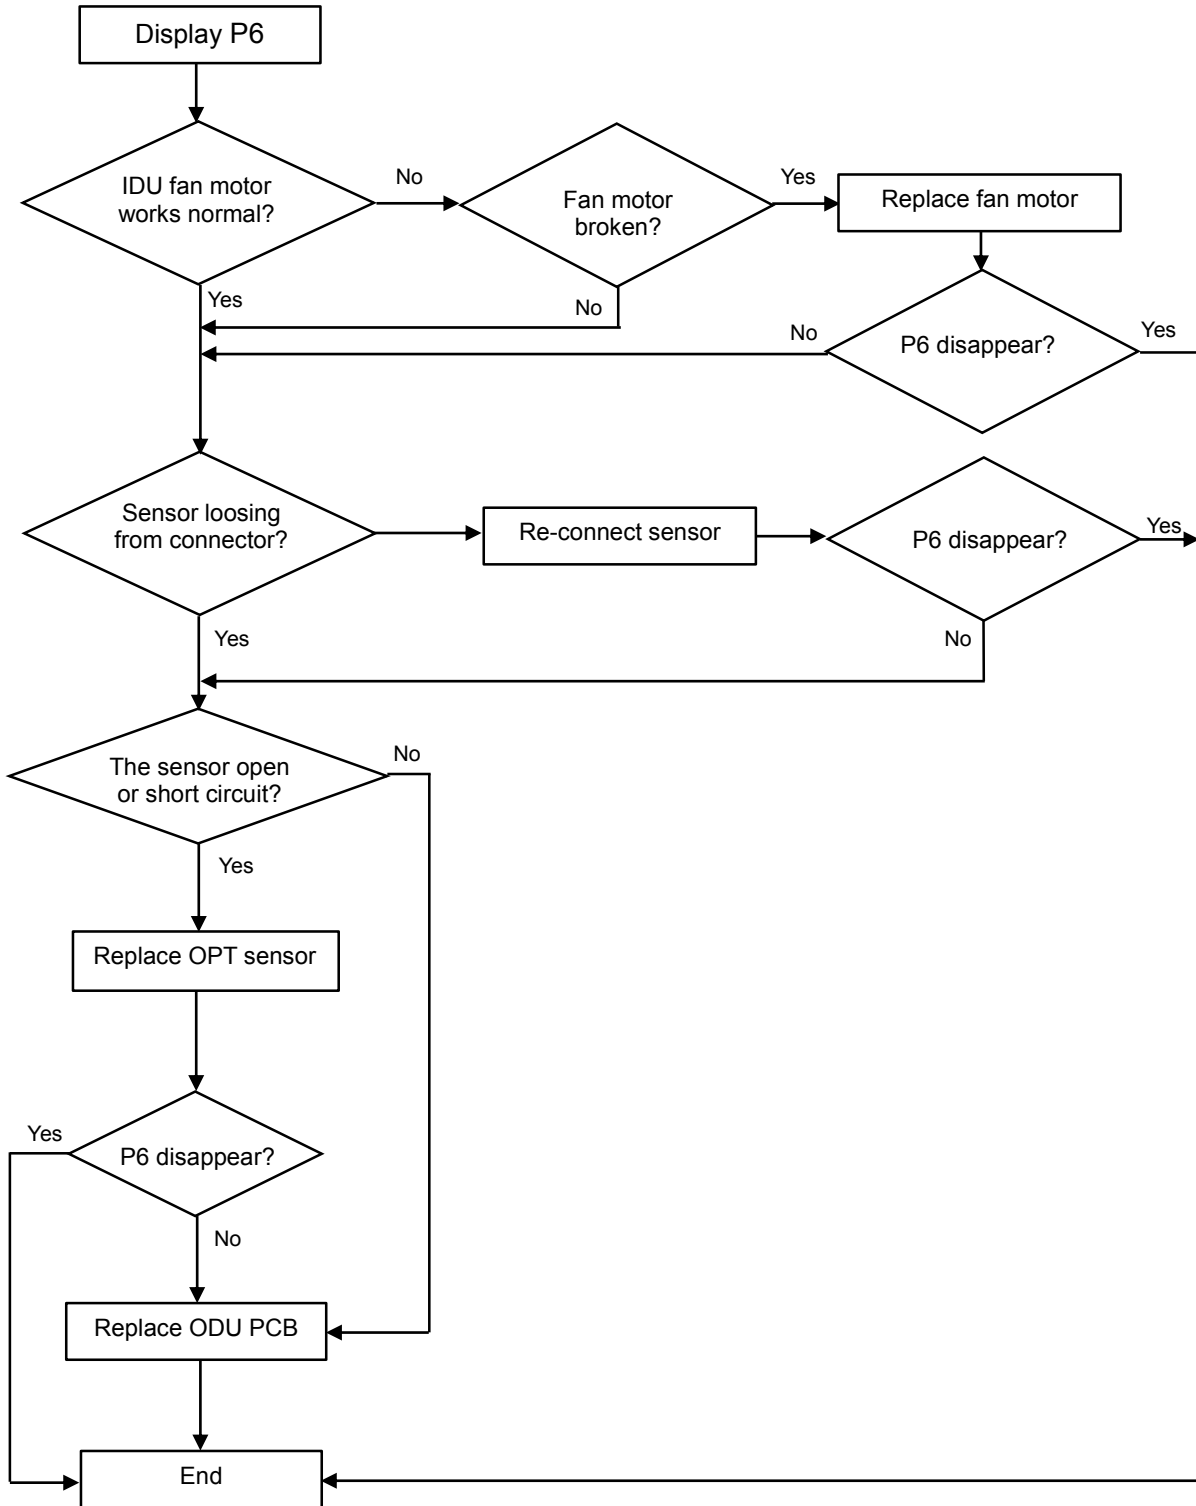 Display P6
IDU fan motor
works normal?
No
Fan motor
broken?
Yes
Replace fan motor
Yes
No
No
P6 disappear?
Yes
Sensor loosing
from connector?
Re-connect sensor
P6 disappear?
Yes
Yes
No
The sensor open
or short circuit?
No
Yes
Replace OPT sensor
Yes
P6 disappear?
No
Replace ODU PCB
End